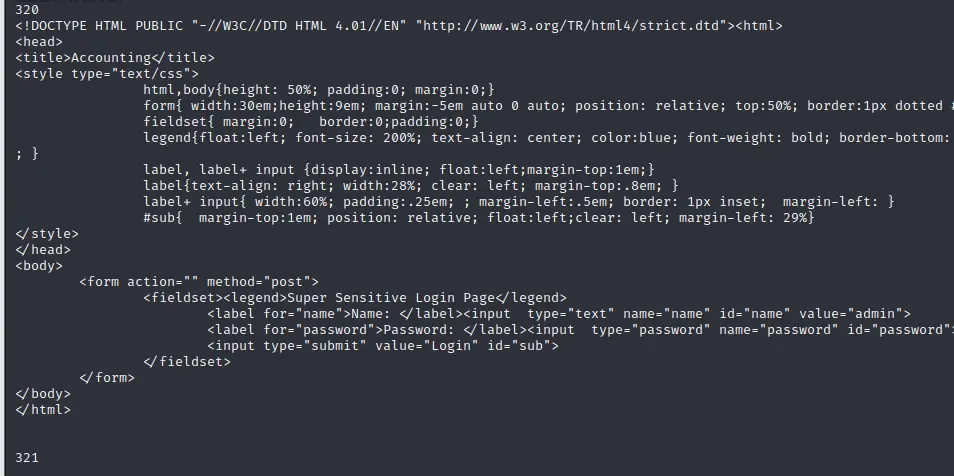 320
<!DOCTYPE HTML PUBLIC "-//W3C//DTD HTML 4.01//EN" "http://www.w3.org/TR/html4/strict.dtd"><html>
<head>
<title>Accounting</title>
<style type="text/css">
html,body{height: 50%; padding:0; margin:0;}
form{ width:30em;height:9em; margin:-5em auto 0 auto; position: relative; top:50%; border:1px dotted #
fieldset{ margin:0;   border:0;padding:0;}
legend{float:left; font-size: 200%; text-align: center; color:blue; font-weight: bold; border-bottom:
; }
label, label+ input {display:inline; float:left;margin-top:1em;}
label{text-align: right; width:28%; clear: left; margin-top:.8em; }
label+ input{ width:60%; padding:.25em; ; margin-left:.5em; border: 1px inset;  margin-left: }
#sub{  margin-top:1em; position: relative; float:left;clear: left; margin-left: 29%}
</style>
</head>
<body>
<form action="" method="post">
<fieldset><legend>Super Sensitive Login Page</legend>
<label for="name">Name: </label><input  type="text" name="name" id="name" value="admin">
<label for="password">Password: </label><input  type="password" name="password" id="password">
<input type="submit" value="Login" id="sub">
</fieldset>
</form>
</body>
</html>
321